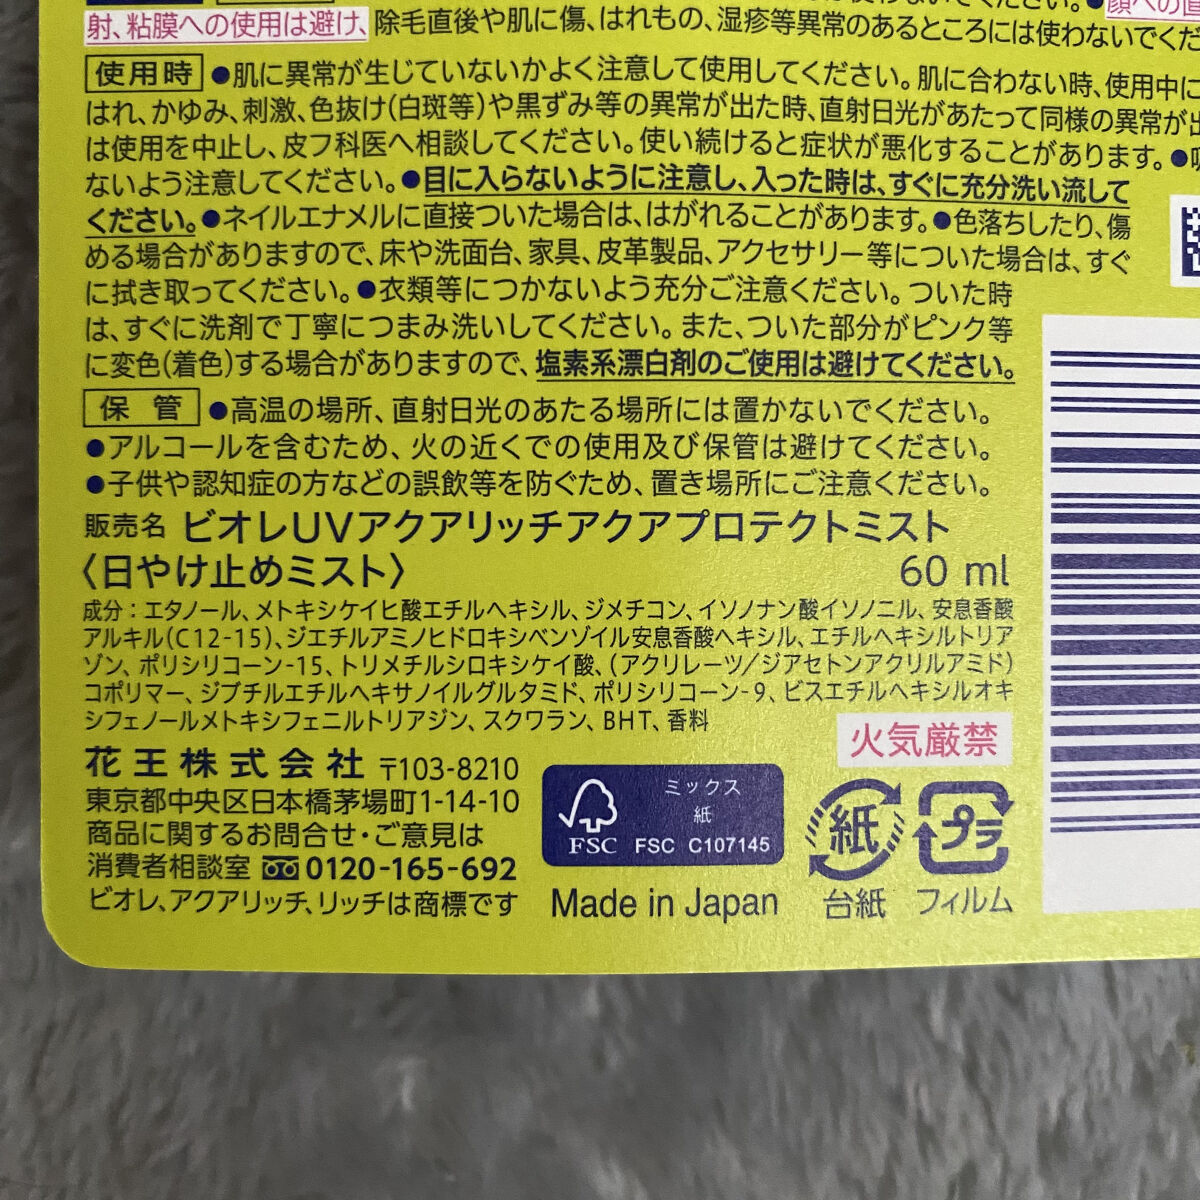 射、粘膜への使用は避け、除毛直後や肌に傷、はれもの、湿疹等異常のあるところには使わないでくだ
使用時 ●肌に異常が生じていないかよく注意して使用してください。肌に合わない時、使用中に
はれ、かゆみ、刺激、色抜け(白斑等)や黒ずみ等の異常が出た時、直射日光があたって同様の異常が出
は使用を中止し、皮フ科医へ相談してください。使い続けると症状が悪化することがあります。●吸
ないよう注意してください。●目に入らないように注意し、入った時は、すぐに充分洗い流して
ください。●ネイルエナメルに直接ついた場合は、はがれることがあります。●色落ちしたり、傷
める場合がありますので、床や洗面台、家具、皮革製品、アクセサリー等についた場合は、すぐ
に拭き取ってください。●衣類等につかないよう充分ご注意ください。ついた時
は、すぐに洗剤で丁寧につまみ洗いしてください。また、ついた部分がピンク等
に変色(着色)する場合がありますので、塩素系漂白剤のご使用は避けてください。
保管 ●高温の場所、直射日光のあたる場所には置かないでください。
●アルコールを含むため、火の近くでの使用及び保管は避けてください。
●子供や認知症の方などの誤飲等を防ぐため、置き場所にご注意ください。
販売名 ビオレUVアクアリッチアクアプロテクトミスト
〈日やけ止めミスト〉 60 ml
成分：エタノール、メトキシケイヒ酸エチルヘキシル、ジメチコン、イソノナン酸イソノニル、安息香酸
アルキル(C12-15)、ジエチルアミノヒドロキシベンゾイル安息香酸ヘキシル、エチルヘキシルトリア
ゾン、ポリシリコーン-15、トリメチルシロキシケイ酸、(アクリレーツ/ジアセトンアクリルアミド)
コポリマー、ジブチルエチルヘキサノイルグルタミド、ポリシリコーン-9、ビスエチルヘキシルオキ
シフェノールメトキシフェニルトリアジン、スクワラン、BHT、香料
火気厳禁
花王株式会社 〒103-8210
東京都中央区日本橋茅場町1-14-10
商品に関するお問合せ・ご意見は
消費者相談室 0120-165-692
ビオレ、アクアリッチ、リッチは商標です
ミックス
紙
FSC
FSC C107145
Made in Japan
紙
台紙
プラ
フィルム